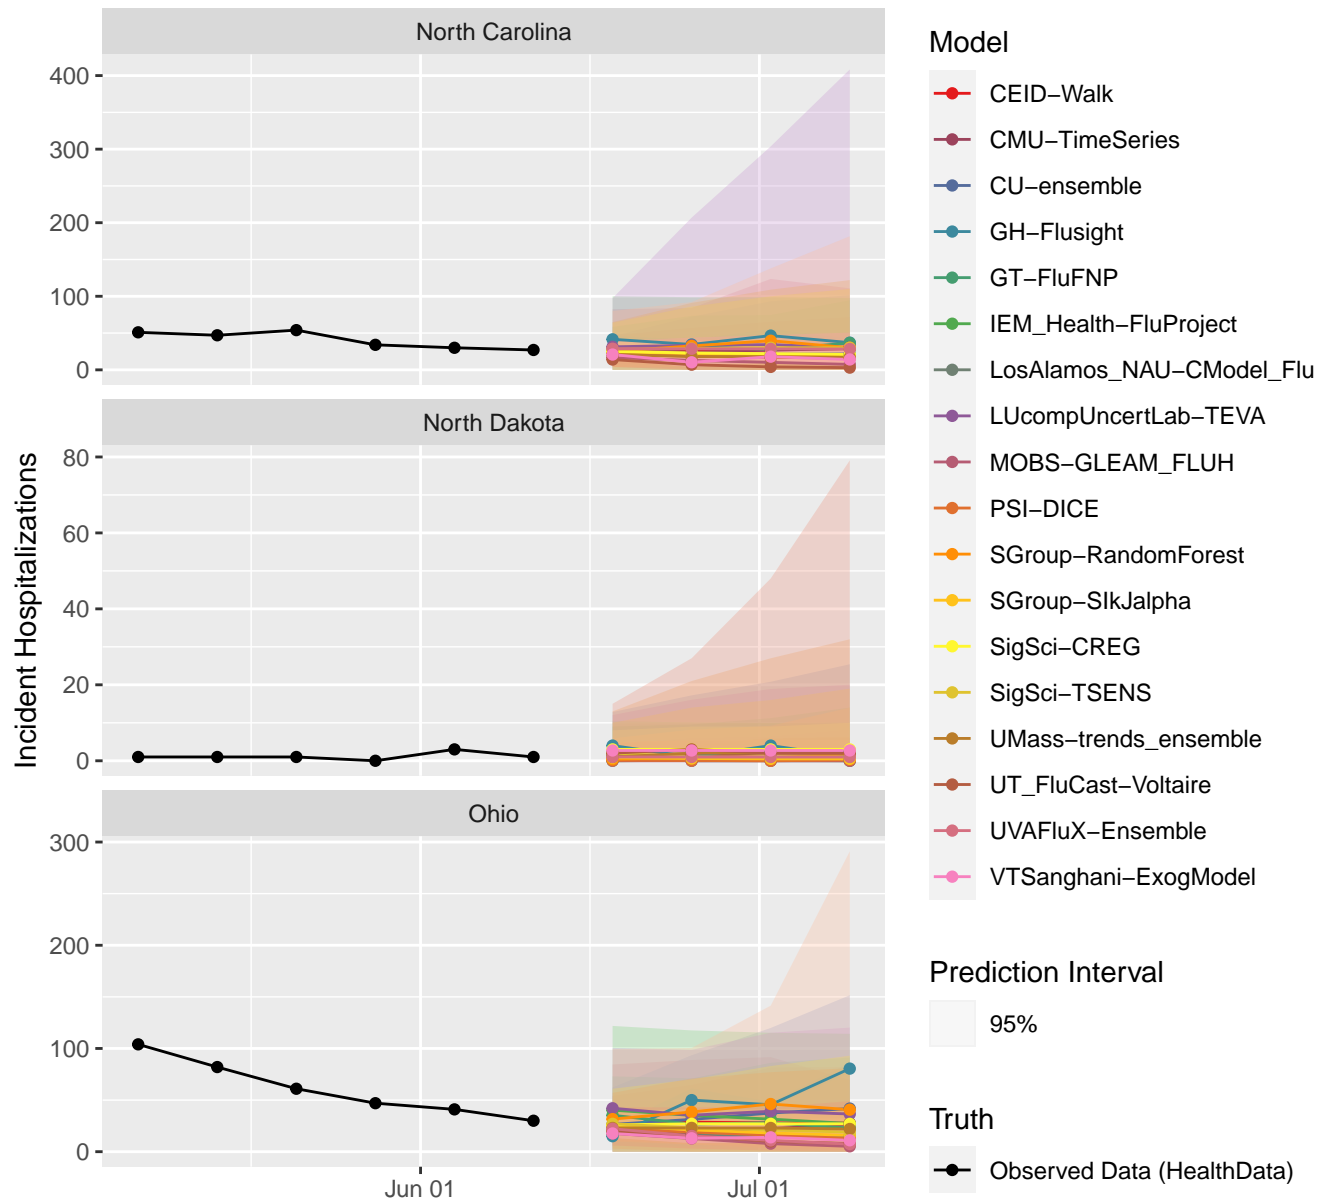 North Carolina
400
300
200
100
0
North Dakota
80
60
40
20
0
Ohio
300
200
100
0
Jun 01
Jul 01
Incident Hospitalizations
Model
CEID−Walk
CMU−TimeSeries
CU−ensemble
GH−Flusight
GT−FluFNP
IEM_Health−FluProject
LosAlamos_NAU−CModel_Flu
LUcompUncertLab−TEVA
MOBS−GLEAM_FLUH
PSI−DICE
SGroup−RandomForest
SGroup−SIkJalpha
SigSci−CREG
SigSci−TSENS
UMass−trends_ensemble
UT_FluCast−Voltaire
UVAFluX−Ensemble
VTSanghani−ExogModel
Prediction Interval
95%
Truth
Observed Data (HealthData)